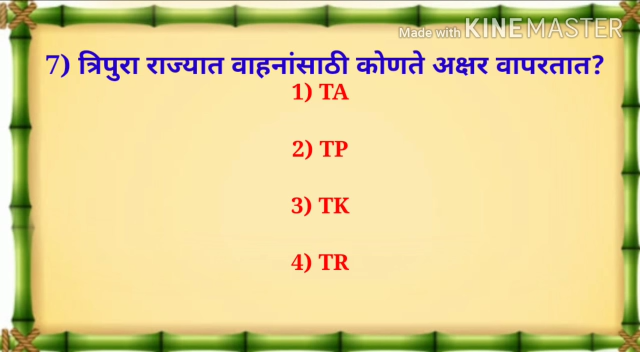 Made with KINEMASTER
7) त्रिपुरा राज्यात वाहनांसाठी कोणते अक्षर वापरतात?
1) TA
2) TP
3) TK
4) TR